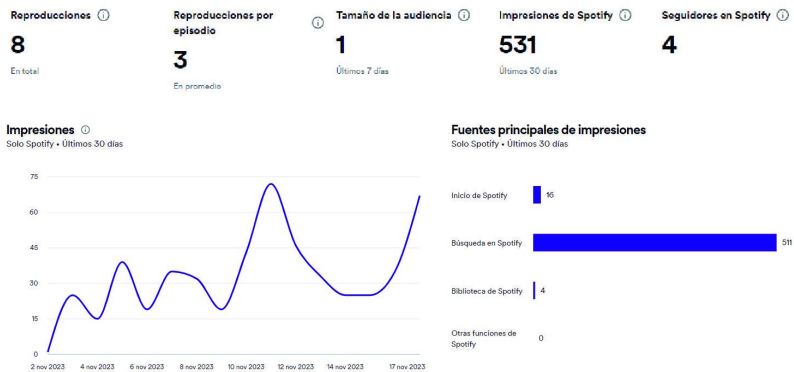 Reproducciones
8
En total
Reproducciones por
episodio
3
En promedio
Tamaño de la audiencia
1
Últimos 7 días
Impresiones de Spotify
531
Últimos 30 días
Seguidores en Spotify
4
Impresiones
Solo Spotify • Últimos 30 días
75
60
45
30
15
0
2 nov 2023
4 nov 2023
6 nov 2023
8 nov 2023
10 nov 2023
12 nov 2023
14 nov 2023
17 nov 2023
Fuentes principales de impresiones
Solo Spotify • Últimos 30 días
Inicio de Spotify
16
Búsqueda en Spotify
511
Biblioteca de Spotify
4
Otras funciones de
Spotify
0